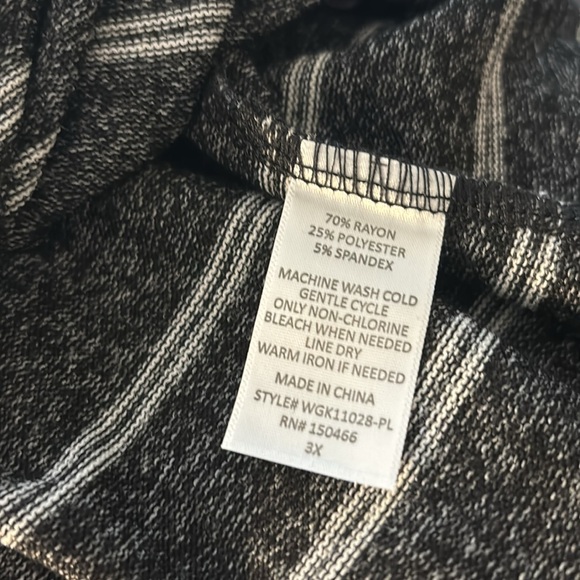 70% RAYON
25% POLYESTER
5% SPANDEX
MACHINE WASH COLD
GENTLE CYCLE
ONLY NON-CHLORINE
BLEACH WHEN NEEDED
LINE DRY
WARM IRON IF NEEDED
MADE IN CHINA
STYLE# WGK11028-PL
RN# 150466
3X